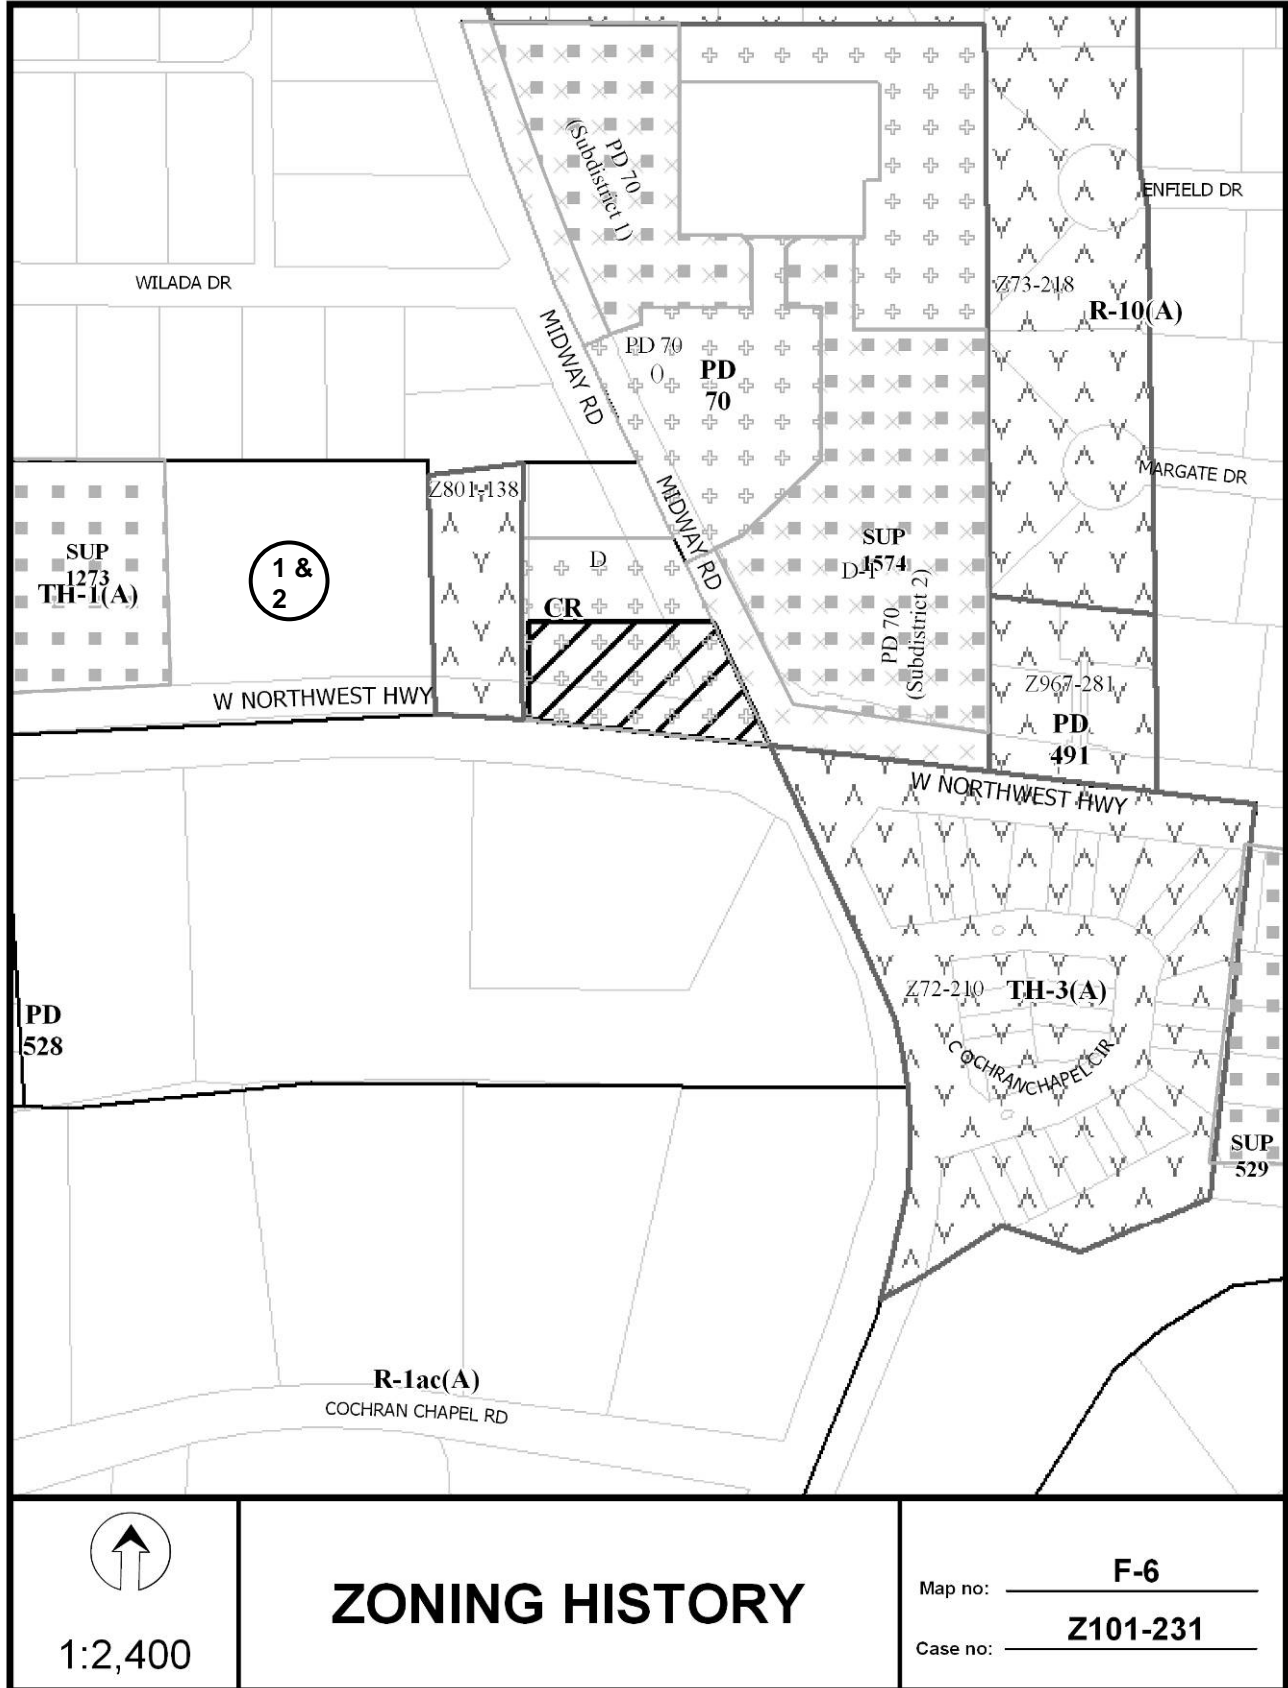 PD 70
(Subdistrict 1)
ENFIELD DR
WILADA DR
Z73-218
R-10(A)
MIDWAY RD
PD 70
O
PD
70
MARGATE DR
Z801-138
MIDWAY RD
SUP
1273
TH-1(A)
1 &
2
D
SUP
1574
D-1
PD 70
(Subdistrict 2)
CR
W NORTHWEST HWY
Z967-281
PD
491
W NORTHWEST HWY
Z72-210
TH-3(A)
PD
528
COCHRANCHAPEL CIR
SUP
529
R-1ac(A)
COCHRAN CHAPEL RD
1:2,400
ZONING HISTORY
Map no: F-6
Case no: Z101-231